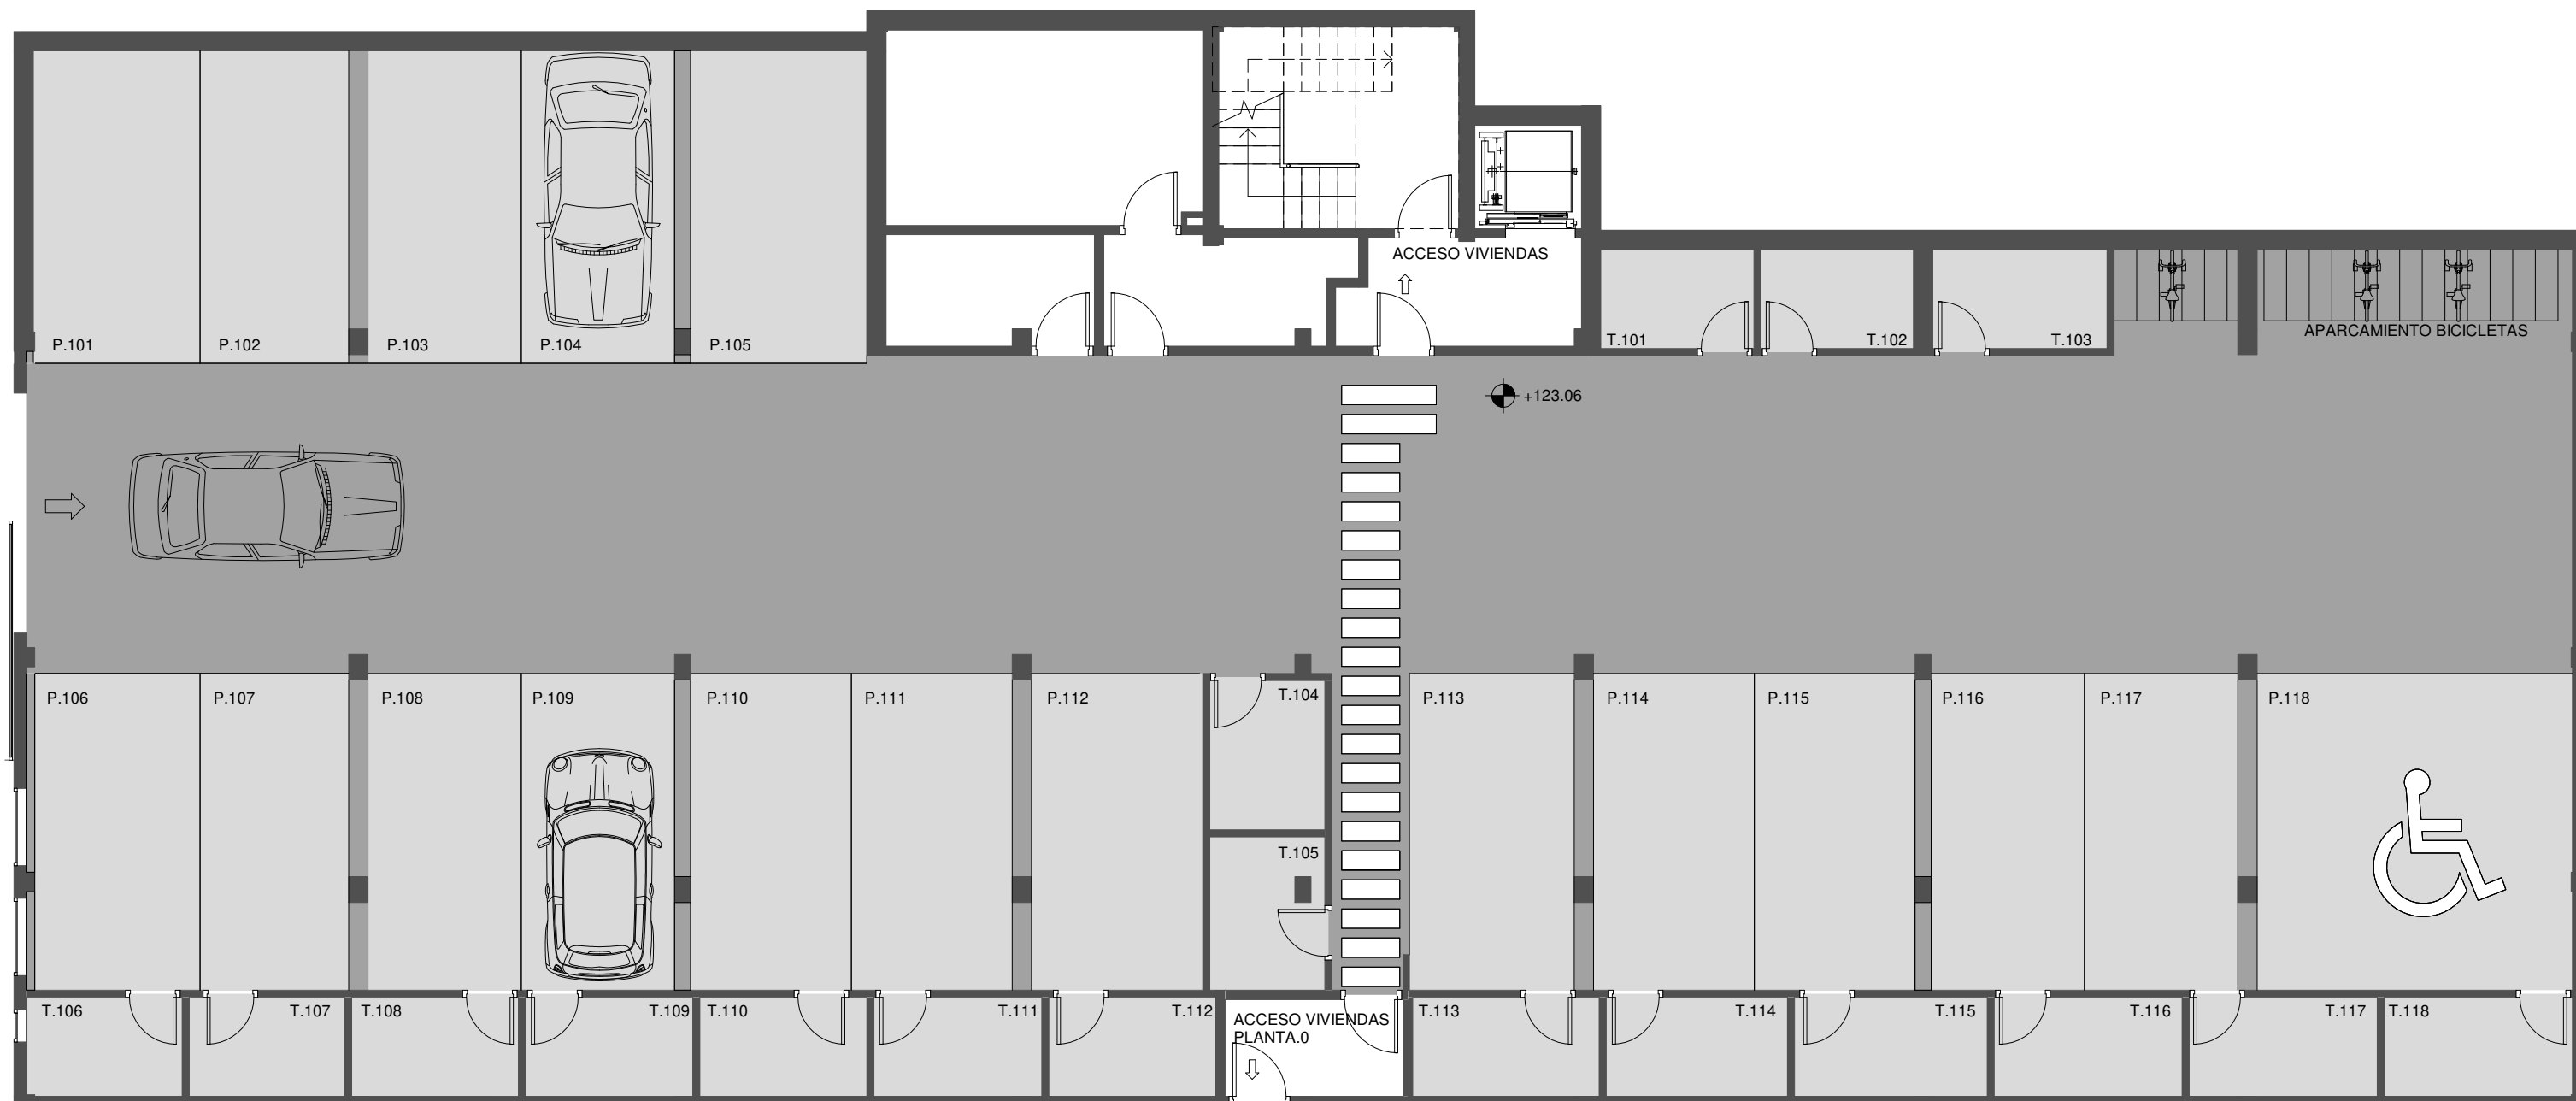 ACCESO VIVIENDAS
P.101
P.102
P.103
P.104
P.105
T.101
T.102
T.103
APARCAMIENTO BICICLETAS
+123.06
P.106
P.107
P.108
P.109
P.110
P.111
P.112
T.104
P.113
P.114
P.115
P.116
P.117
P.118
T.105
T.106
T.107
T.108
T.109
T.110
T.111
T.112
ACCESO VIVIENDAS
PLANTA.0
T.113
T.114
T.115
T.116
T.117
T.118